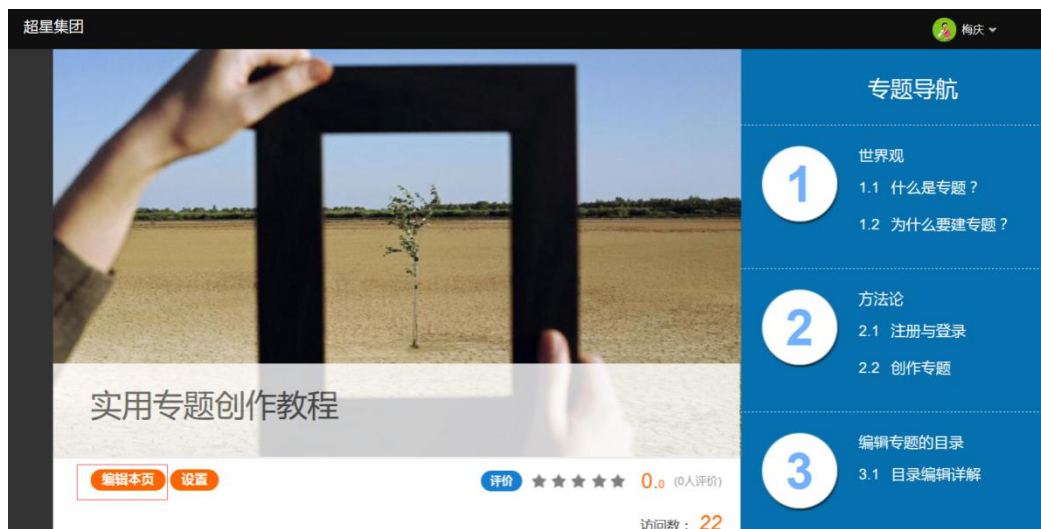 超星集团
梅庆
实用专题创作教程
编辑本页 设置
评价 0.0 (0人评价)
访问数： 22
专题导航
1
世界观
1.1 什么是专题？
1.2 为什么要建专题？
2
方法论
2.1 注册与登录
2.2 创作专题
3
编辑专题的目录
3.1 目录编辑详解